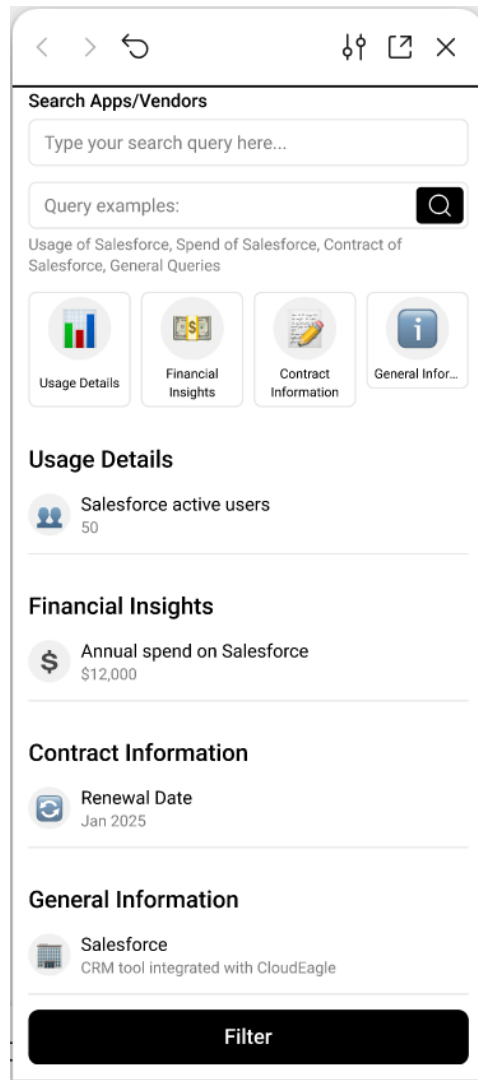 Search Apps/Vendors
Type your search query here...
Query examples:
Usage of Salesforce, Spend of Salesforce, Contract of
Salesforce, General Queries
Usage Details
Financial
Insights
Contract
Information
General Infor...
Usage Details
Salesforce active users
50
Financial Insights
$
Annual spend on Salesforce
$12,000
Contract Information
Renewal Date
Jan 2025
General Information
Salesforce
CRM tool integrated with CloudEagle
Filter